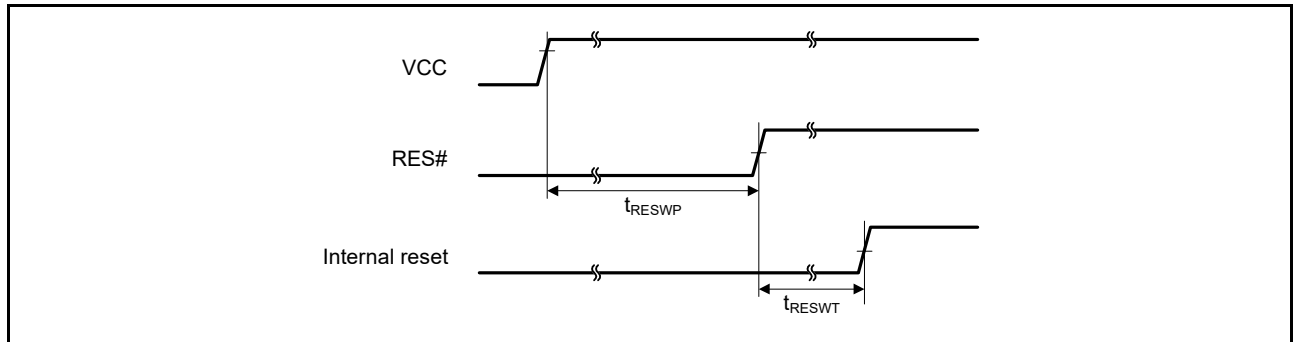 VCC
RES#
tRESWP
Internal reset
tRESWT